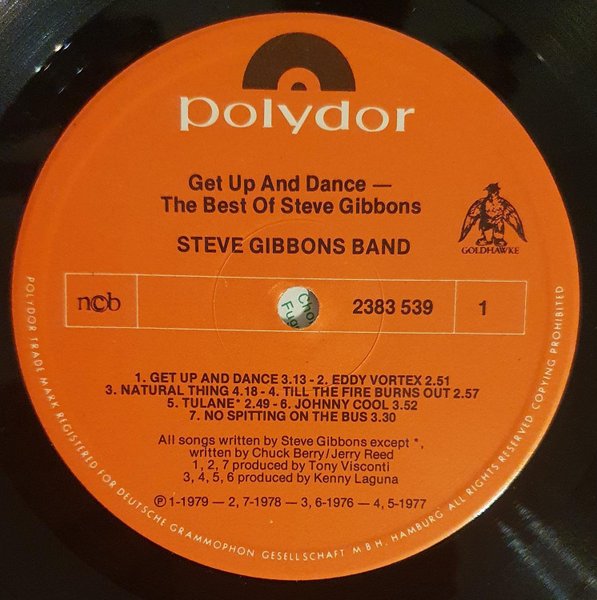 polydor
Get Up And Dance —
The Best Of Steve Gibbons
STEVE GIBBONS BAND
GOLDHAWKE
ncb
2383 539
1
Cho
Fug
1. GET UP AND DANCE 3.13 - 2. EDDY VORTEX 2.51
3. NATURAL THING 4.18 - 4. TILL THE FIRE BURNS OUT 2.57
5. TULANE* 2.49 - 6. JOHNNY COOL 3.52
7. NO SPITTING ON THE BUS 3.30
All songs written by Steve Gibbons except *,
written by Chuck Berry/Jerry Reed
1, 2, 7 produced by Tony Visconti
3, 4, 5, 6 produced by Kenny Laguna
Ⓟ 1-1979 — 2, 7-1978 — 3, 6-1976 — 4, 5-1977
POLYDOR TRADE MARK REGISTERED FOR DEUTSCHE GRAMMOPHON GESELLSCHAFT M B H, HAMBURG ALL RIGHTS RESERVED COPYING PROHIBITED